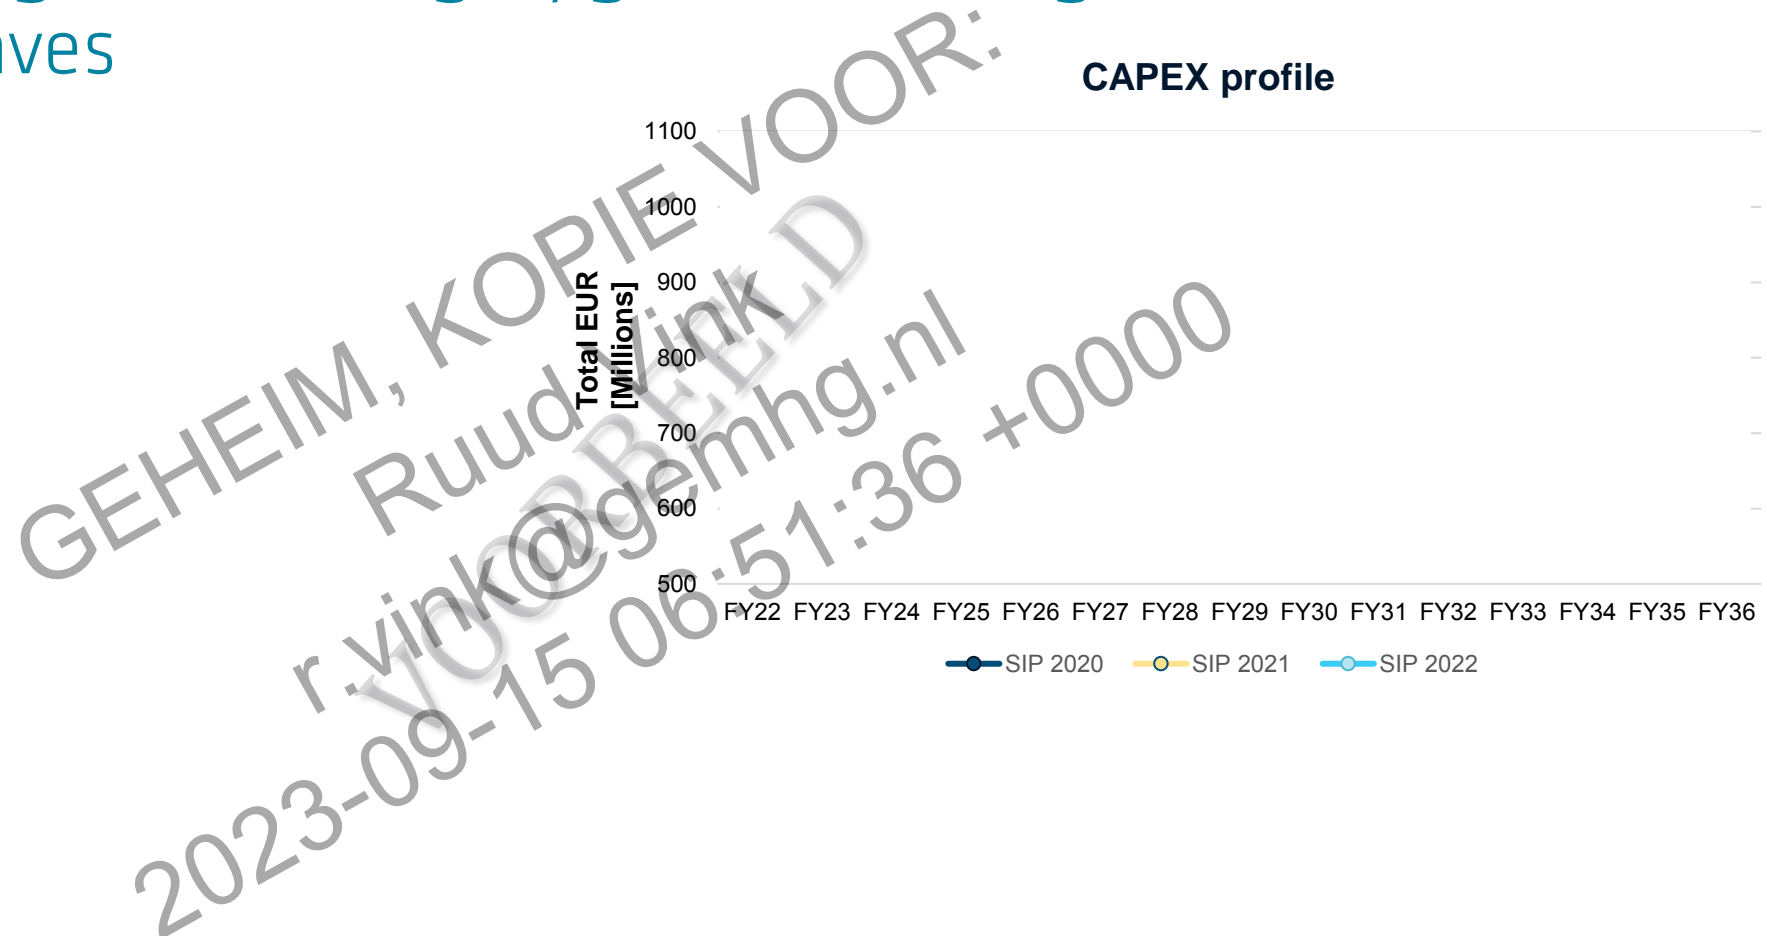 aves
CAPEX profile
1100
1000
900
800
700
600
500
Total EUR
[Millions]
FY22 FY23 FY24 FY25 FY26 FY27 FY28 FY29 FY30 FY31 FY32 FY33 FY34 FY35 FY36
SIP 2020 SIP 2021 SIP 2022
GEHEIM, KOPIE VOOR:
Ruud Vink
r.vink@gemhg.nl
2023-09-15 06:51:36 +0000
VOORBEELD